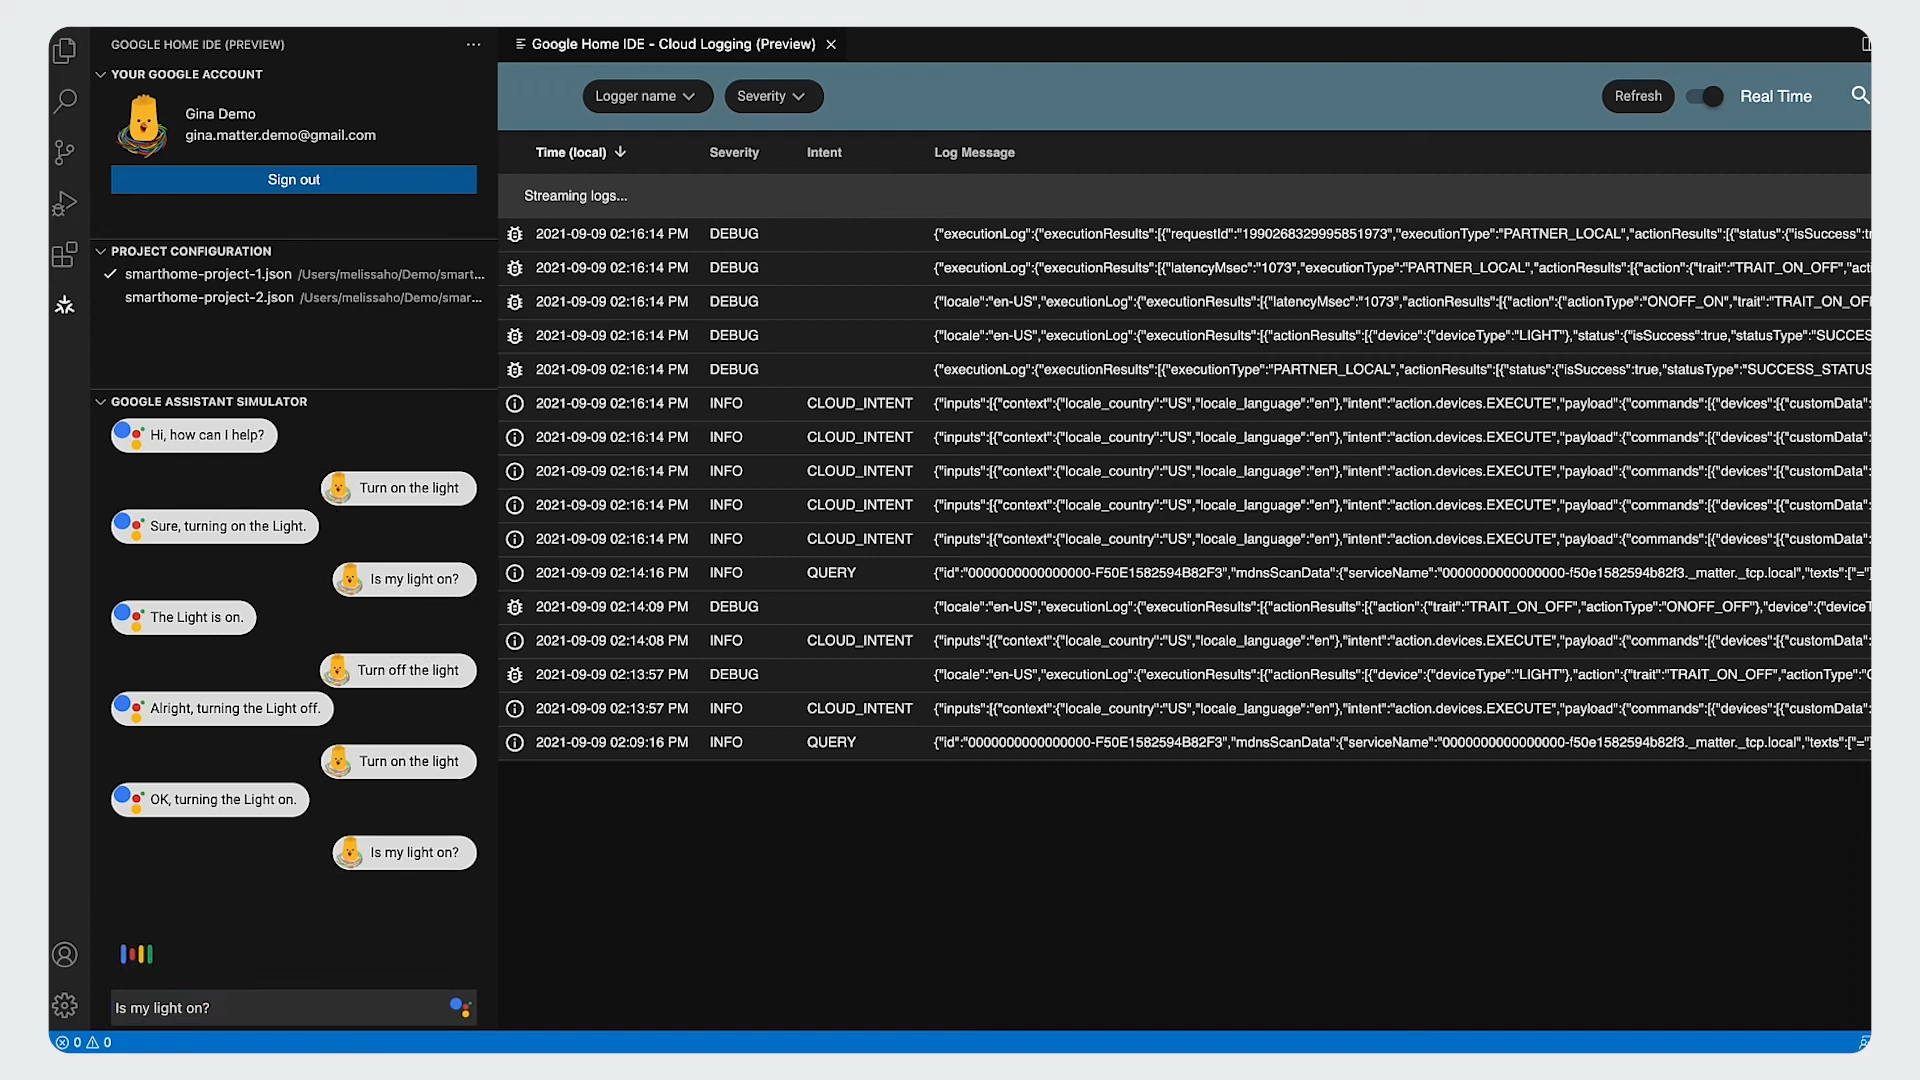 GOOGLE HOME IDE (PREVIEW)
YOUR GOOGLE ACCOUNT
Gina Demo
gina.matter.demo@gmail.com
Sign out
PROJECT CONFIGURATION
smarthome-project-1.json /Users/melissaho/Demo/smart...
smarthome-project-2.json /Users/melissaho/Demo/smar...
GOOGLE ASSISTANT SIMULATOR
Hi, how can I help?
Turn on the light
Sure, turning on the Light.
Is my light on?
The Light is on.
Turn off the light
Alright, turning the Light off.
Turn on the light
OK, turning the Light on.
Is my light on?
Is my light on?
Google Home IDE - Cloud Logging (Preview)
Logger name Severity Refresh Real Time
Time (local) Severity Intent Log Message
Streaming logs...
2021-09-09 02:16:14 PM DEBUG {"executionLog":{"executionResults":[{"requestId":"1990268329995851973","executionType":"PARTNER_LOCAL","actionResults":[{"status":{"isSuccess":tr
2021-09-09 02:16:14 PM DEBUG {"executionLog":{"executionResults":[{"latencyMsec":"1073","executionType":"PARTNER_LOCAL","actionResults":[{"action":{"trait":"TRAIT_ON_OFF","acti
2021-09-09 02:16:14 PM DEBUG {"locale":"en-US","executionLog":{"executionResults":[{"latencyMsec":"1073","actionResults":[{"action":{"actionType":"ONOFF_ON","trait":"TRAIT_ON_OF
2021-09-09 02:16:14 PM DEBUG {"locale":"en-US","executionLog":{"executionResults":[{"actionResults":[{"device":{"deviceType":"LIGHT"},"status":{"isSuccess":true,"statusType":"SUCCESS
2021-09-09 02:16:14 PM DEBUG {"executionLog":{"executionResults":[{"executionType":"PARTNER_LOCAL","actionResults":[{"status":{"isSuccess":true,"statusType":"SUCCESS_STATUS
2021-09-09 02:16:14 PM INFO CLOUD_INTENT {"inputs":[{"context":{"locale_country":"US","locale_language":"en"},"intent":"action.devices.EXECUTE","payload":{"commands":[{"devices":[{"customData":
2021-09-09 02:16:14 PM INFO CLOUD_INTENT {"inputs":[{"context":{"locale_country":"US","locale_language":"en"},"intent":"action.devices.EXECUTE","payload":{"commands":[{"devices":[{"customData":
2021-09-09 02:16:14 PM INFO CLOUD_INTENT {"inputs":[{"context":{"locale_country":"US","locale_language":"en"},"intent":"action.devices.EXECUTE","payload":{"commands":[{"devices":[{"customData":
2021-09-09 02:16:14 PM INFO CLOUD_INTENT {"inputs":[{"context":{"locale_country":"US","locale_language":"en"},"intent":"action.devices.EXECUTE","payload":{"commands":[{"devices":[{"customData":
2021-09-09 02:16:14 PM INFO CLOUD_INTENT {"inputs":[{"context":{"locale_country":"US","locale_language":"en"},"intent":"action.devices.EXECUTE","payload":{"commands":[{"devices":[{"customData":
2021-09-09 02:14:16 PM INFO QUERY {"id":"0000000000000000-F50E1582594B82F3","mdnsScanData":{"serviceName":"0000000000000000-f50e1582594b82f3._matter._tcp.local","texts":["="]
2021-09-09 02:14:09 PM DEBUG {"locale":"en-US","executionLog":{"executionResults":[{"actionResults":[{"action":{"trait":"TRAIT_ON_OFF","actionType":"ONOFF_OFF"},"device":{"deviceT
2021-09-09 02:14:08 PM INFO CLOUD_INTENT {"inputs":[{"context":{"locale_country":"US","locale_language":"en"},"intent":"action.devices.EXECUTE","payload":{"commands":[{"devices":[{"customData":
2021-09-09 02:13:57 PM DEBUG {"locale":"en-US","executionLog":{"executionResults":[{"actionResults":[{"device":{"deviceType":"LIGHT"},"action":{"trait":"TRAIT_ON_OFF","actionType":"O
2021-09-09 02:13:57 PM INFO CLOUD_INTENT {"inputs":[{"context":{"locale_country":"US","locale_language":"en"},"intent":"action.devices.EXECUTE","payload":{"commands":[{"devices":[{"customData":
2021-09-09 02:09:16 PM INFO QUERY {"id":"0000000000000000-F50E1582594B82F3","mdnsScanData":{"serviceName":"0000000000000000-f50e1582594b82f3._matter._tcp.local","texts":["="]
0 0